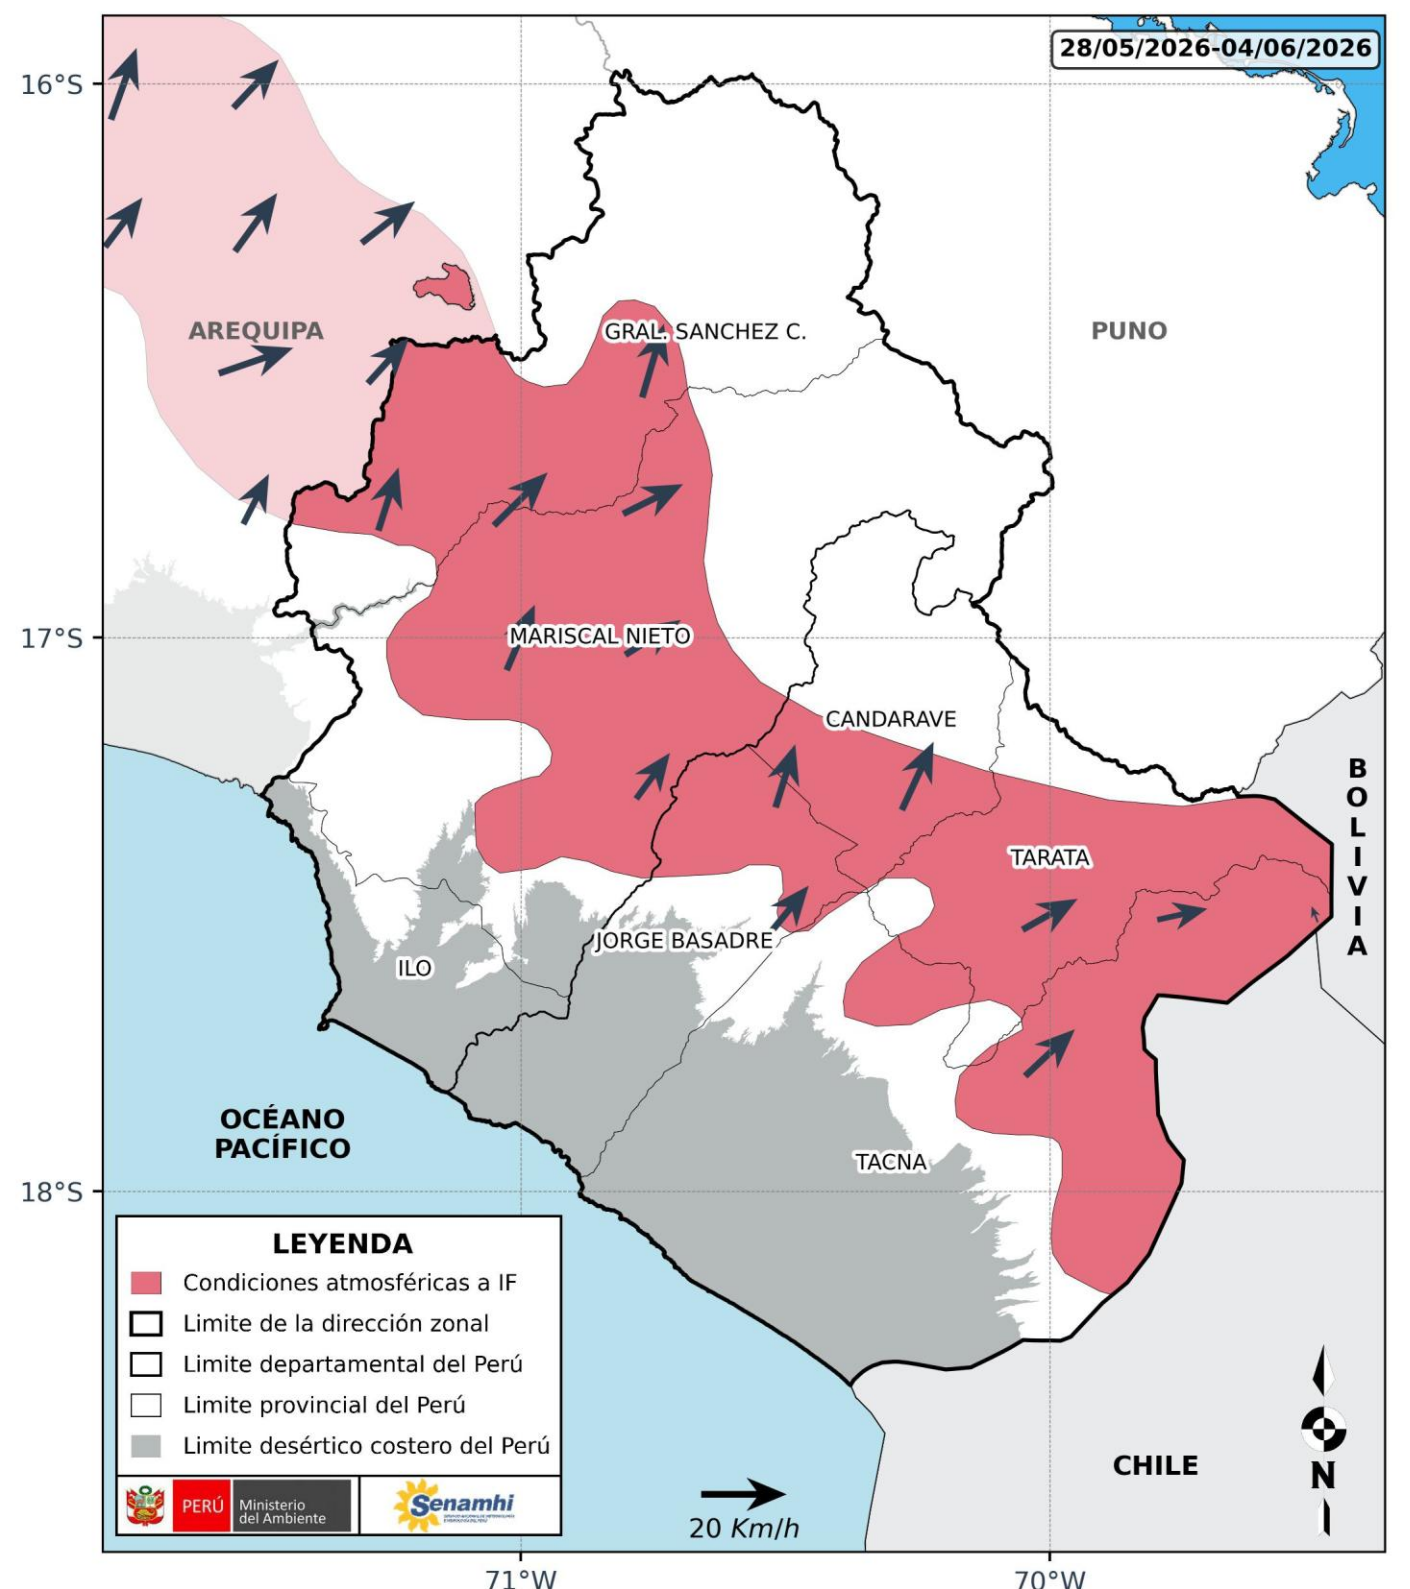 28/05/2026-04/06/2026
16°S
AREQUIPA
GRAL. SANCHEZ C.
PUNO
17°S
MARISCAL NIETO
CANDARAVE
BOLIVIA
TARATA
JORGE BASADRE
ILO
OCÉANO
PACÍFICO
TACNA
18°S
LEYENDA
Condiciones atmosféricas a IF
Limite de la dirección zonal
Limite departamental del Perú
Limite provincial del Perú
Limite desértico costero del Perú
PERÚ
Ministerio
del Ambiente
Senamhi
20 Km/h
CHILE
N
71°W
70°W